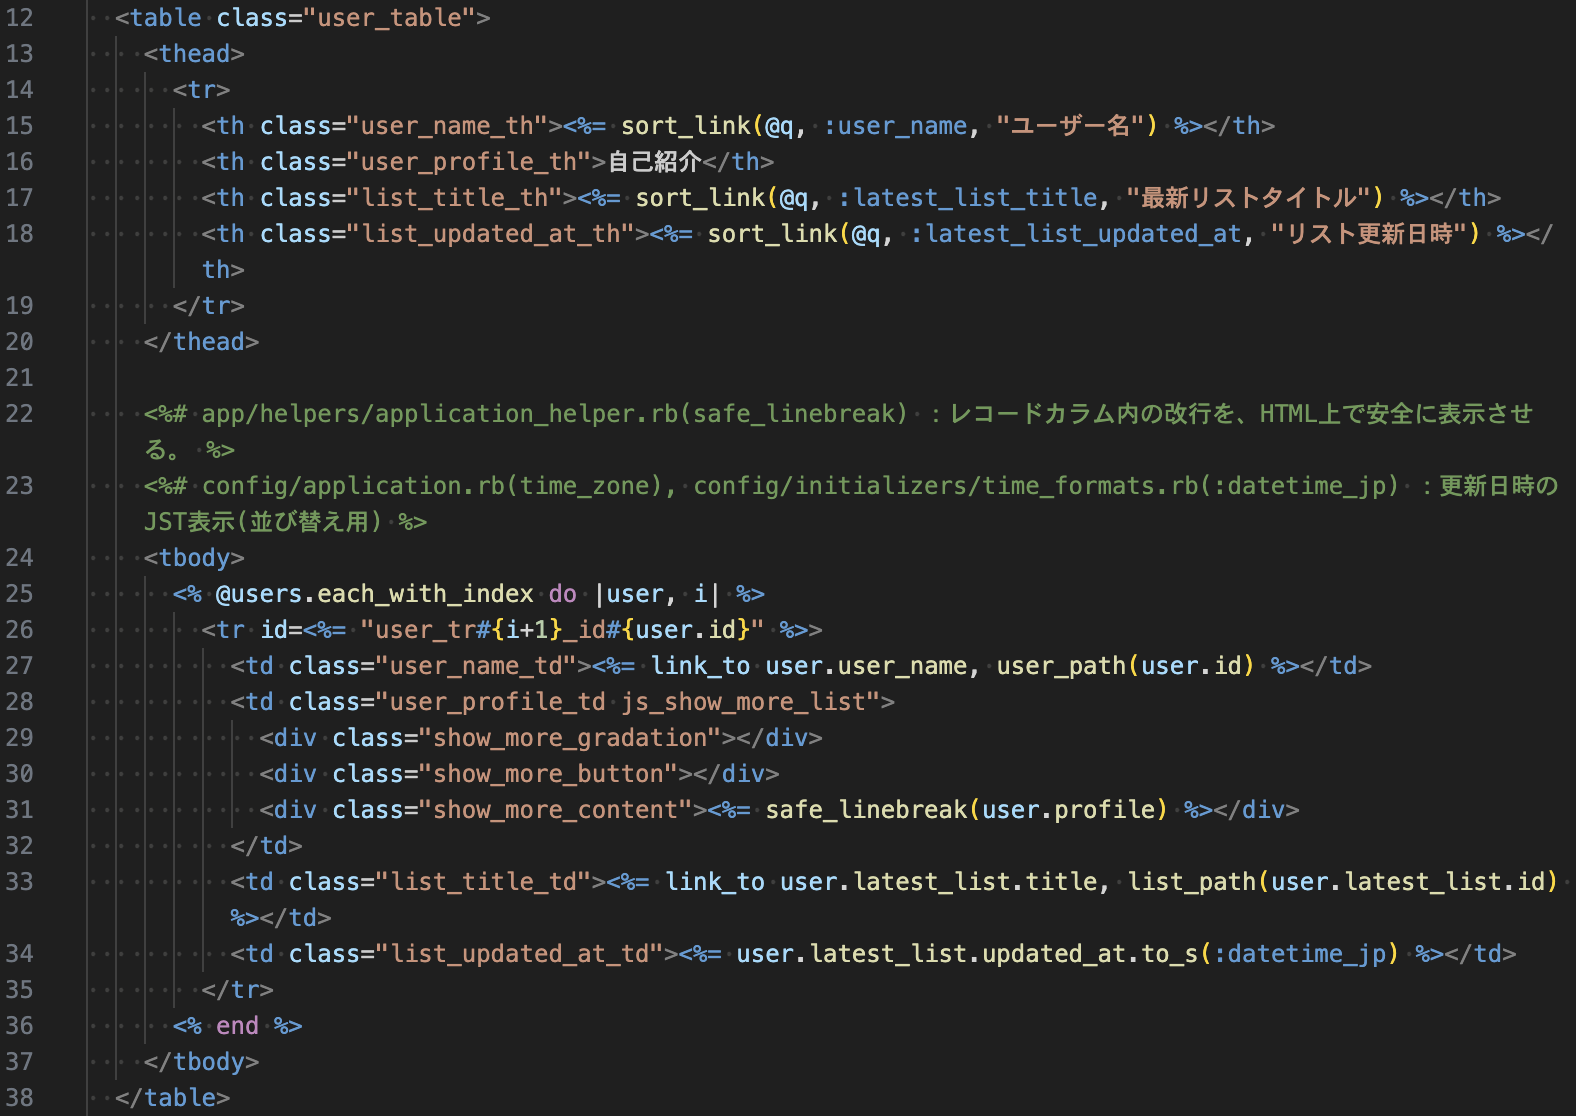 12 <table class="user_table">
13 <thead>
14 <tr>
15 <th class="user_name_th"><%= sort_link(@q, :user_name, "ユーザー名") %></th>
16 <th class="user_profile_th">自己紹介</th>
17 <th class="list_title_th"><%= sort_link(@q, :latest_list_title, "最新リストタイトル") %></th>
18 <th class="list_updated_at_th"><%= sort_link(@q, :latest_list_updated_at, "リスト更新日時") %></
th>
19 </tr>
20 </thead>
21
22 <%# app/helpers/application_helper.rb(safe_linebreak) :レコードカラム内の改行を、HTML上で安全に表示させ
る。 %>
23 <%# config/application.rb(time_zone), config/initializers/time_formats.rb(:datetime_jp) :更新日時の
JST表示(並び替え用) %>
24 <tbody>
25 <% @users.each_with_index do |user, i| %>
26 <tr id=<%= "user_tr#{i+1}_id#{user.id}" %>>
27 <td class="user_name_td"><%= link_to user.user_name, user_path(user.id) %></td>
28 <td class="user_profile_td js_show_more_list">
29 <div class="show_more_gradation"></div>
30 <div class="show_more_button"></div>
31 <div class="show_more_content"><%= safe_linebreak(user.profile) %></div>
32 </td>
33 <td class="list_title_td"><%= link_to user.latest_list.title, list_path(user.latest_list.id)
%></td>
34 <td class="list_updated_at_td"><%= user.latest_list.updated_at.to_s(:datetime_jp) %></td>
35 </tr>
36 <% end %>
37 </tbody>
38 </table>